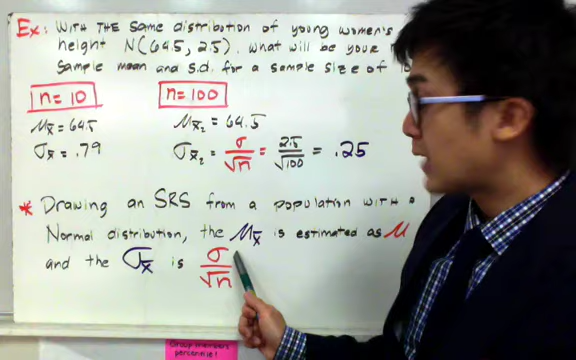 Ex: With the same distribution of young women's
height N(64.5, 2.5), what will be your
sample mean and s.d. for a sample size of
n = 10
n = 100
μx̄ = 64.5
σx̄ = .79
μx̄₂ = 64.5
σx̄₂ = σ/√n = 2.5/√100 = .25
* Drawing an SRS from a population with a
Normal distribution, the μx̄ is estimated as μ
and the σx̄ is σ/√n
Group members
percentile!